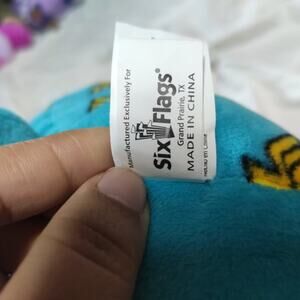 Manufactured Exclusively For
Six Flags®
Grand Prairie, TX
MADE IN CHINA